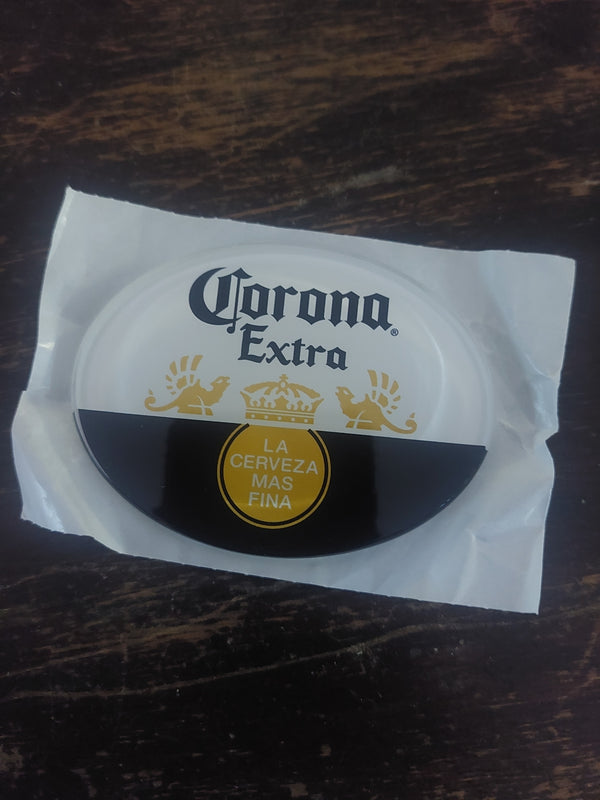 Corona®
Extra
LA
CERVEZA
MAS
FINA